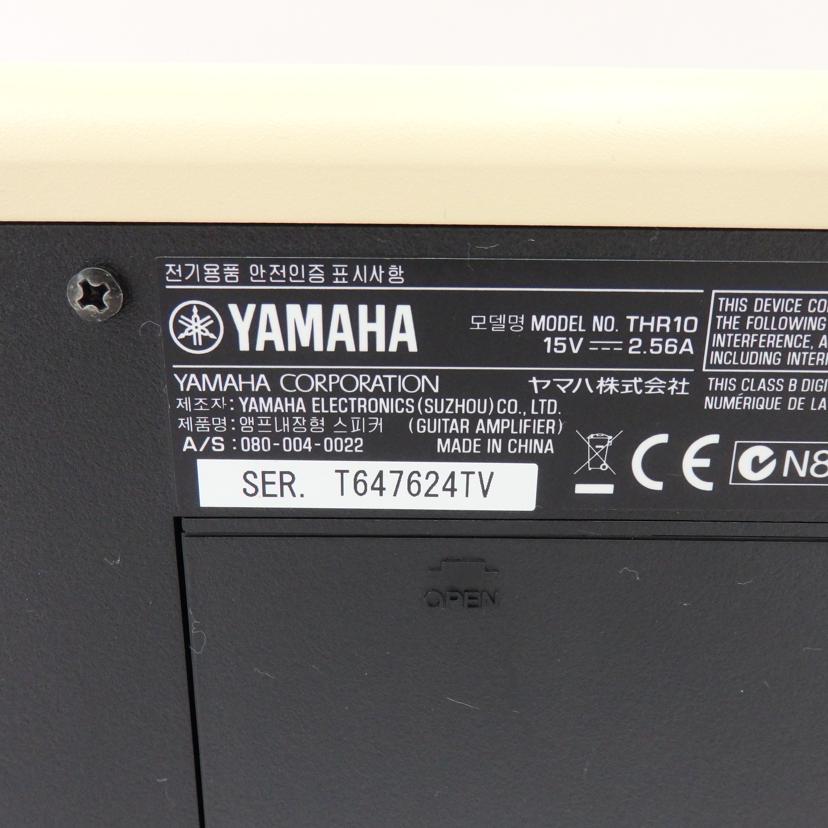 전기용품 안전인증 표시사항
YAMAHA
모델명 MODEL NO. THR10
15V 2.56A
YAMAHA CORPORATION ヤマハ株式会社
제조자: YAMAHA ELECTRONICS (SUZHOU) CO., LTD.
제품명: 앰프내장형 스피커 (GUITAR AMPLIFIER)
A/S : 080-004-0022 MADE IN CHINA
SER. T647624TV
THIS DEVICE
THE FOLLOWING
INTERFERENCE,
INCLUDING
THIS CLASS B
NUMÉRIQUE DE LA
CE
OPEN